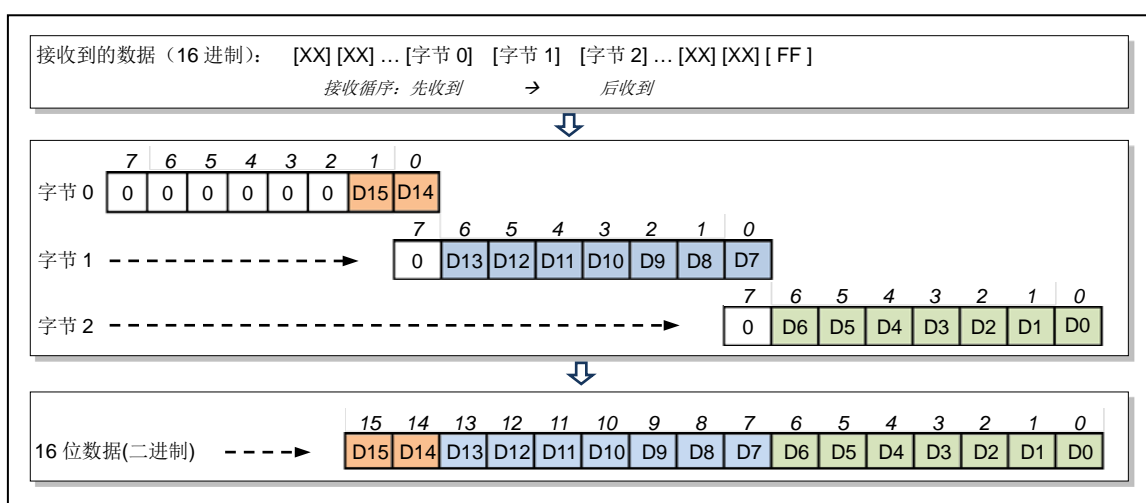 接收到的数据（16 进制）： [XX] [XX] … [字节 0] [字节 1] [字节 2] … [XX] [XX] [ FF ]
接收循序：先收到 → 后收到
7 6 5 4 3 2 1 0
字节 0 0 0 0 0 0 0 D15 D14
7 6 5 4 3 2 1 0
字节 1 0 D13 D12 D11 D10 D9 D8 D7
7 6 5 4 3 2 1 0
字节 2 0 D6 D5 D4 D3 D2 D1 D0
15 14 13 12 11 10 9 8 7 6 5 4 3 2 1 0
16 位数据(二进制) D15 D14 D13 D12 D11 D10 D9 D8 D7 D6 D5 D4 D3 D2 D1 D0